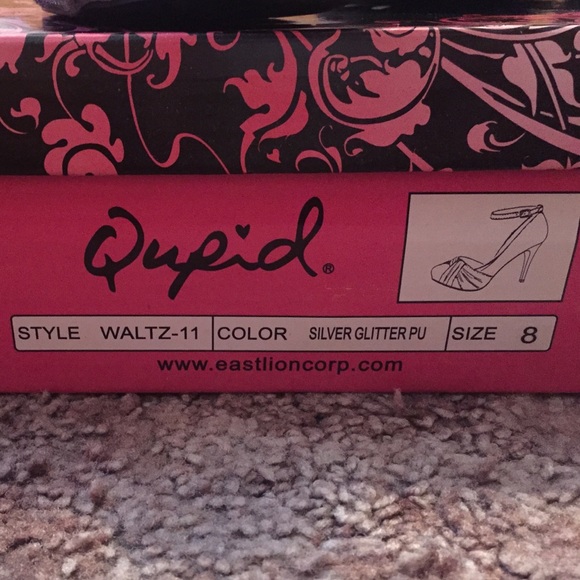 Qupid®
STYLE WALTZ-11 COLOR SILVER GLITTER PU SIZE 8
www.eastlioncorp.com